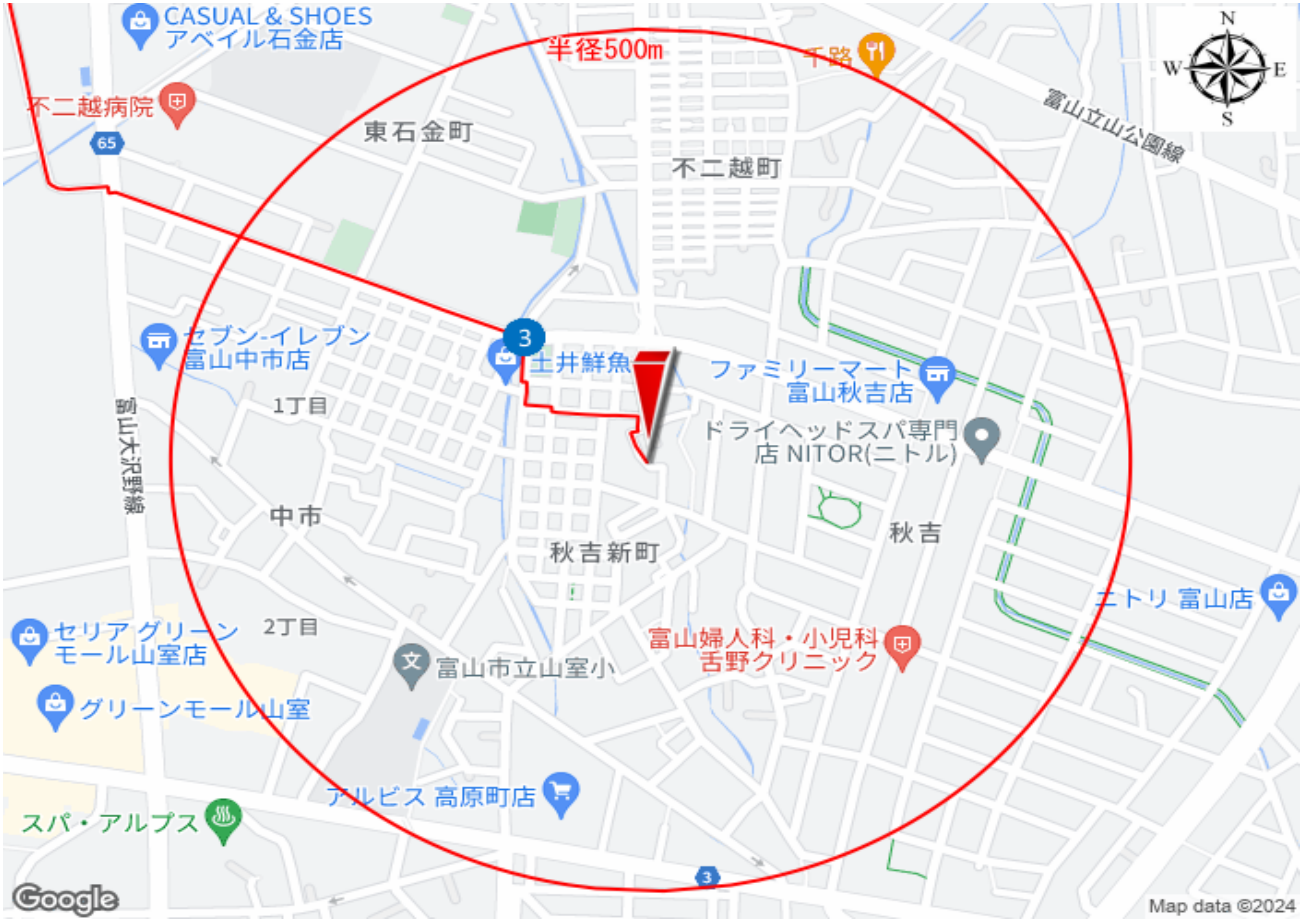 CASUAL & SHOES
アベイル石金店
半径500m
千路
N
W
E
S
不二越病院
65
東石金町
富山立山公園線
不二越町
3
セブン-イレブン
富山中市店
土井鮮魚
ファミリーマート
富山秋吉店
1丁目
富山大沢野線
ドライヘッドスパ専門
店 NITOR(ニトル)
中市
秋吉新町
秋吉
ニトリ 富山店
セリア グリーン
モール山室店
2丁目
富山婦人科・小児科
舌野クリニック
富山市立山室小
グリーンモール山室
アルビス 高原町店
スパ・アルプス
3
Google
Map data ©2024